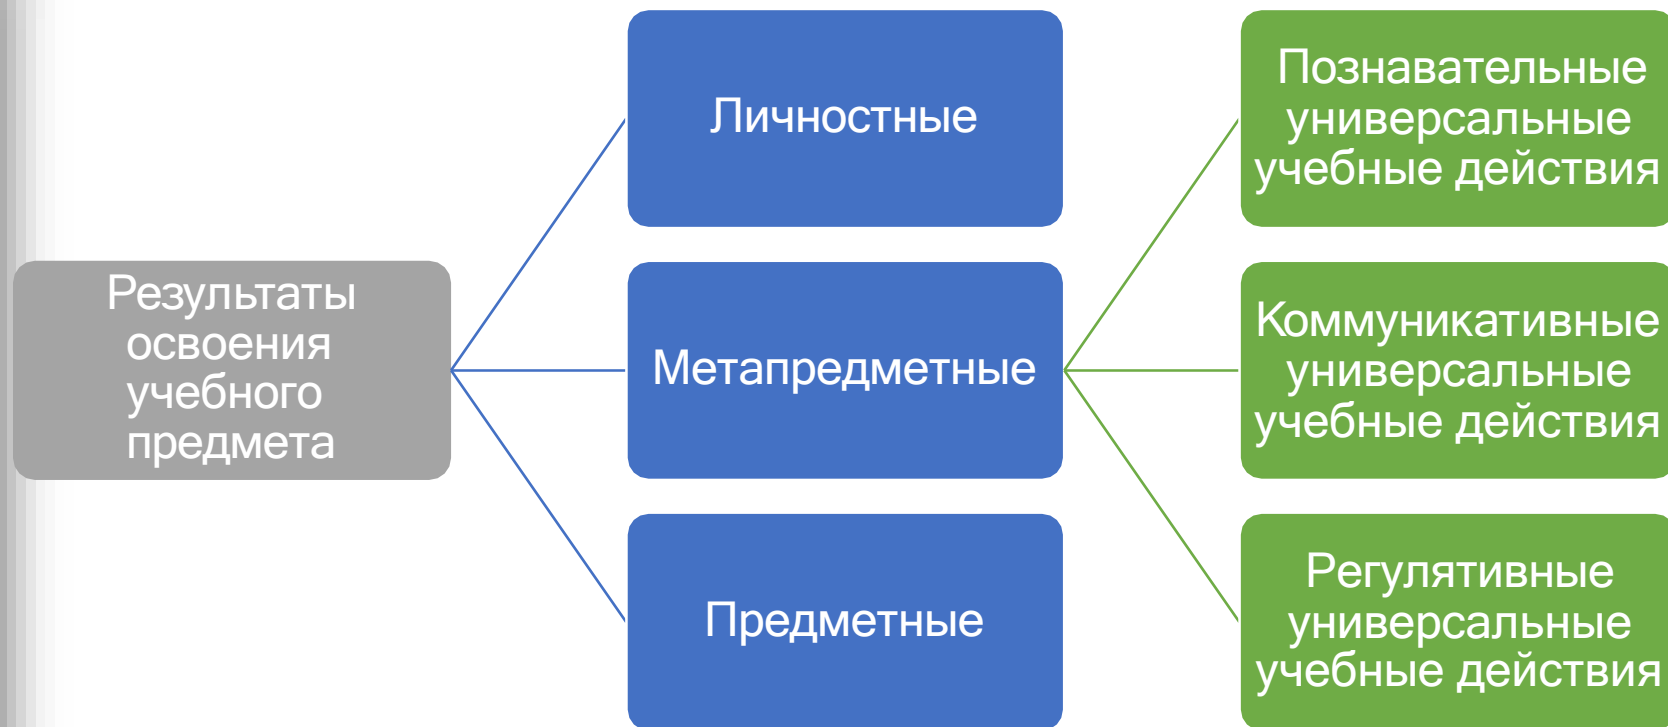 Результаты
освоения
учебного
предмета
Личностные
Метапредметные
Предметные
Познавательные
универсальные
учебные действия
Коммуникативные
универсальные
учебные действия
Регулятивные
универсальные
учебные действия